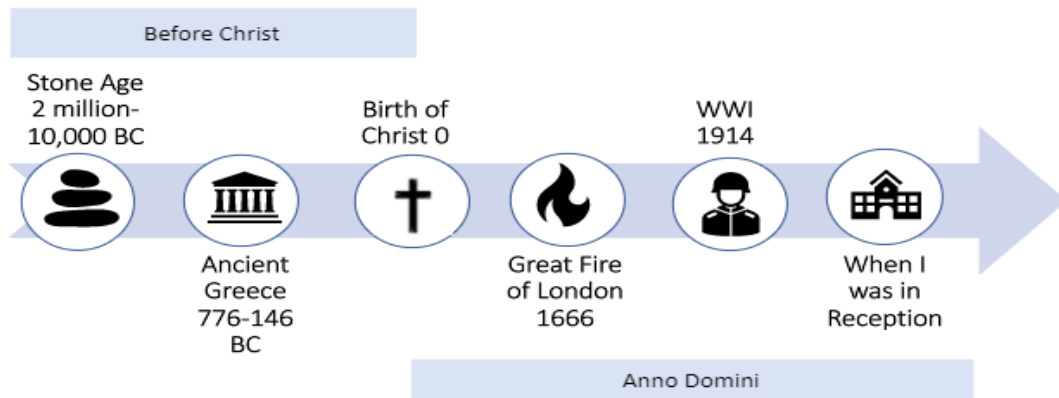 Before Christ
Stone Age
2 million-
10,000 BC
Birth of
Christ 0
WWI
1914
Ancient
Greece
776-146
BC
Great Fire
of London
1666
When I
was in
Reception
Anno Domini